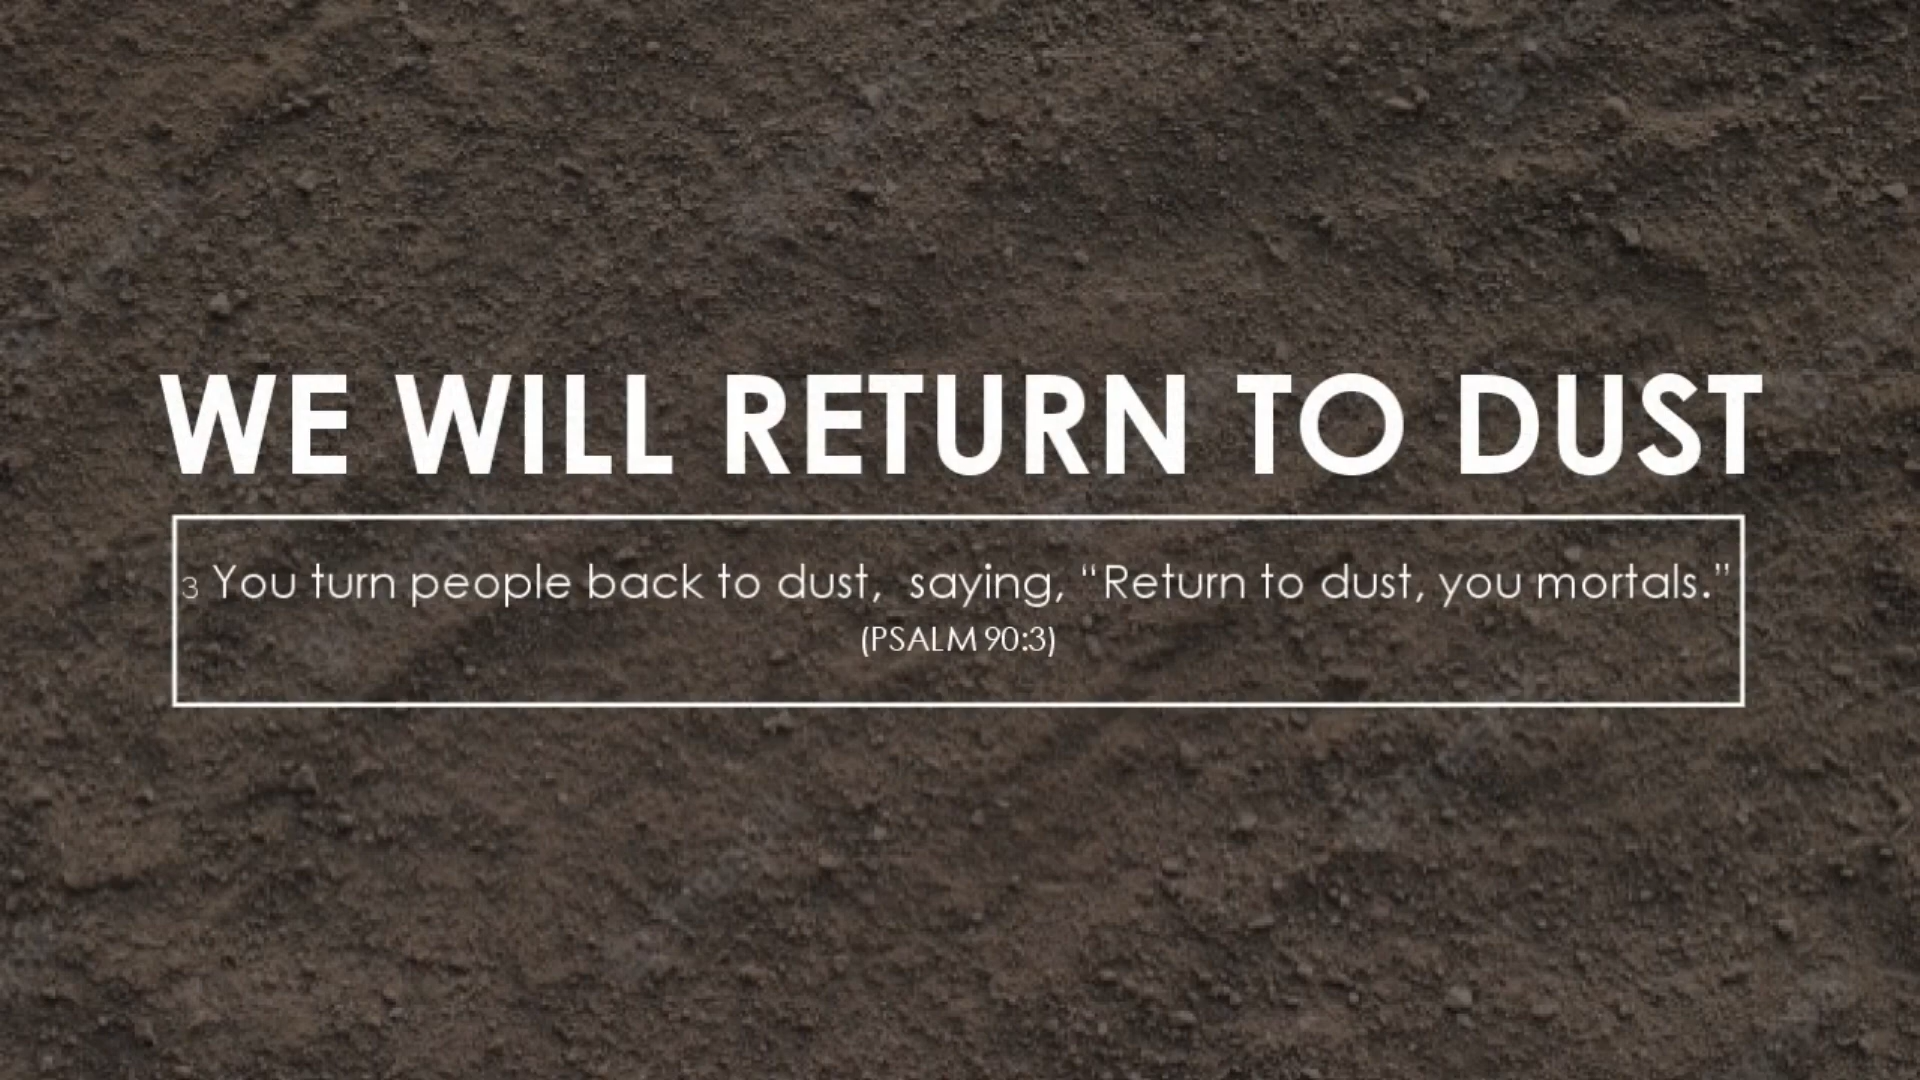 WE WILL RETURN TO DUST
3 You turn people back to dust, saying, “Return to dust, you mortals.”
(PSALM 90:3)